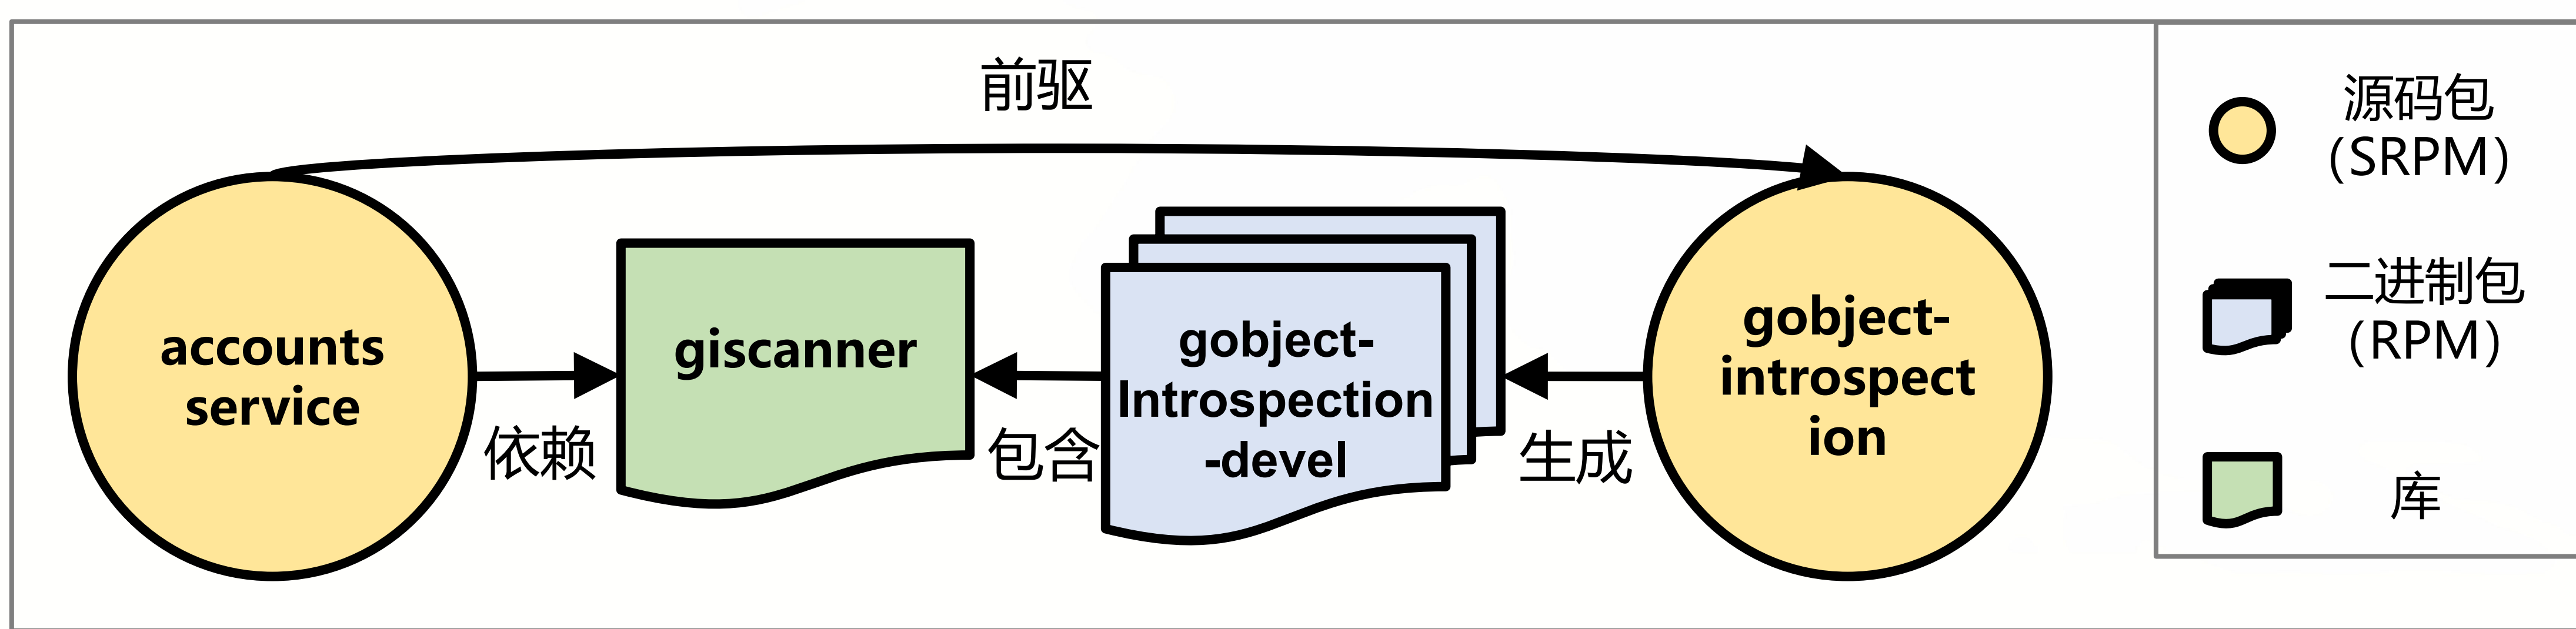 前驱
accounts
service
依赖
giscanner
包含
gobject-
Introspection
-devel
生成
gobject-
introspect
ion
源码包
(SRPM)
二进制包
(RPM)
库